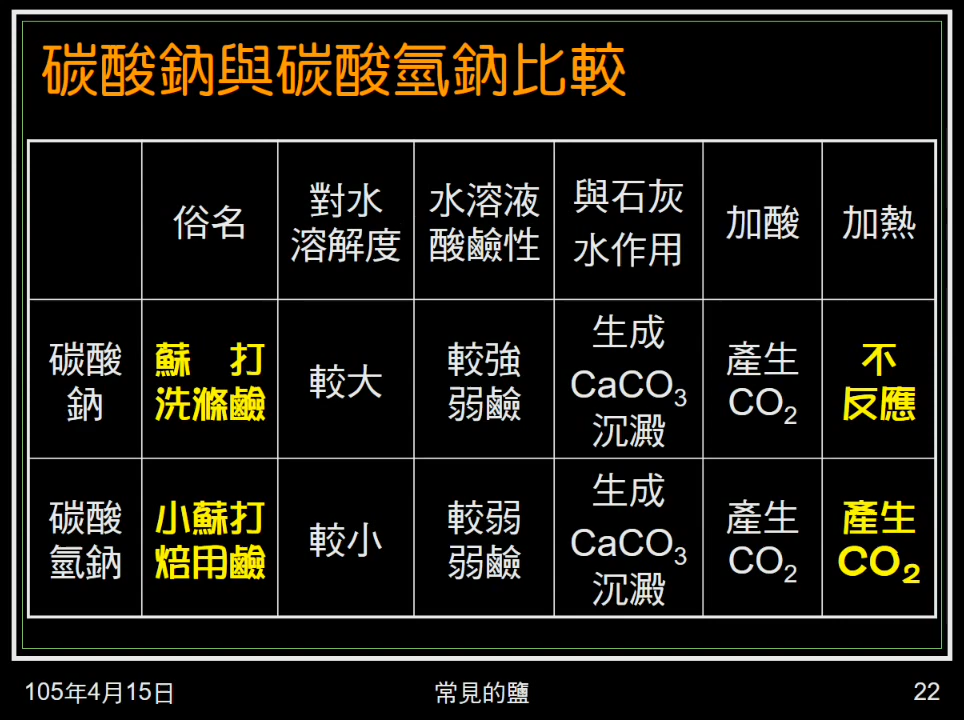 碳酸鈉與碳酸氫鈉比較
俗名
對水
溶解度
水溶液
酸鹼性
與石灰
水作用
加酸
加熱
碳酸
鈉
蘇 打
洗滌鹼
較大
較強
弱鹼
生成
CaCO₃
沉澱
產生
CO₂
不
反應
碳酸
氫鈉
小蘇打
焙用鹼
較小
較弱
弱鹼
生成
CaCO₃
沉澱
產生
CO₂
產生
CO₂
105年4月15日
常見的鹽
22